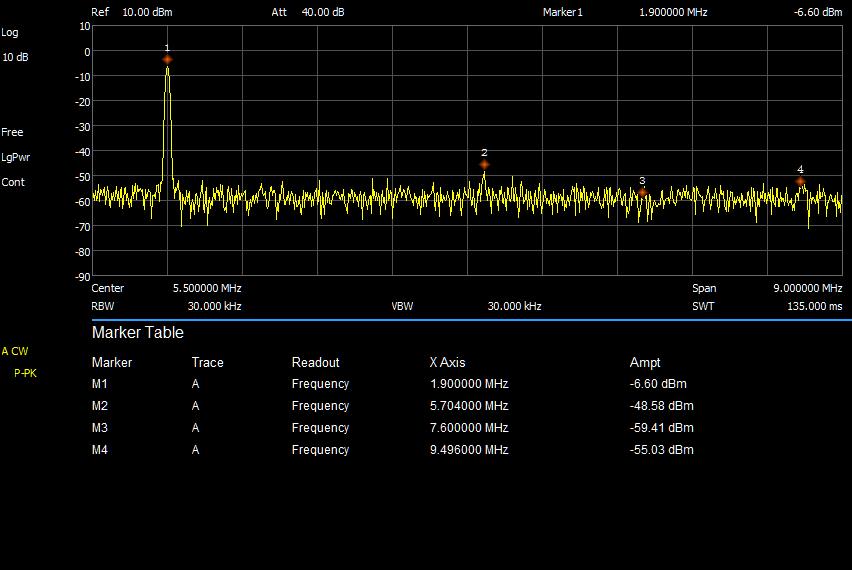 Ref 10.00 dBm Att 40.00 dB Marker1 1.900000 MHz -6.60 dBm
10
Log
0
10 dB
1
-10
-20
-30
Free
-40
LgPwr
2
-50
Cont
3
4
-60
-70
-80
-90
Center 5.500000 MHz Span 9.000000 MHz
RBW 30.000 kHz VBW 30.000 kHz SWT 135.000 ms
Marker Table
A CW
P-PK
Marker Trace Readout X Axis Ampt
M1 A Frequency 1.900000 MHz -6.60 dBm
M2 A Frequency 5.704000 MHz -48.58 dBm
M3 A Frequency 7.600000 MHz -59.41 dBm
M4 A Frequency 9.496000 MHz -55.03 dBm